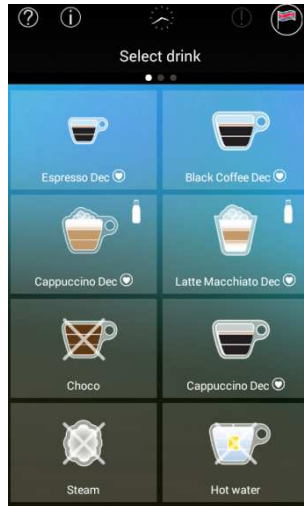 Select drink
Espresso Dec
Black Coffee Dec
Cappuccino Dec
Latte Macchiato Dec
Choco
Cappuccino Dec
Steam
Hot water